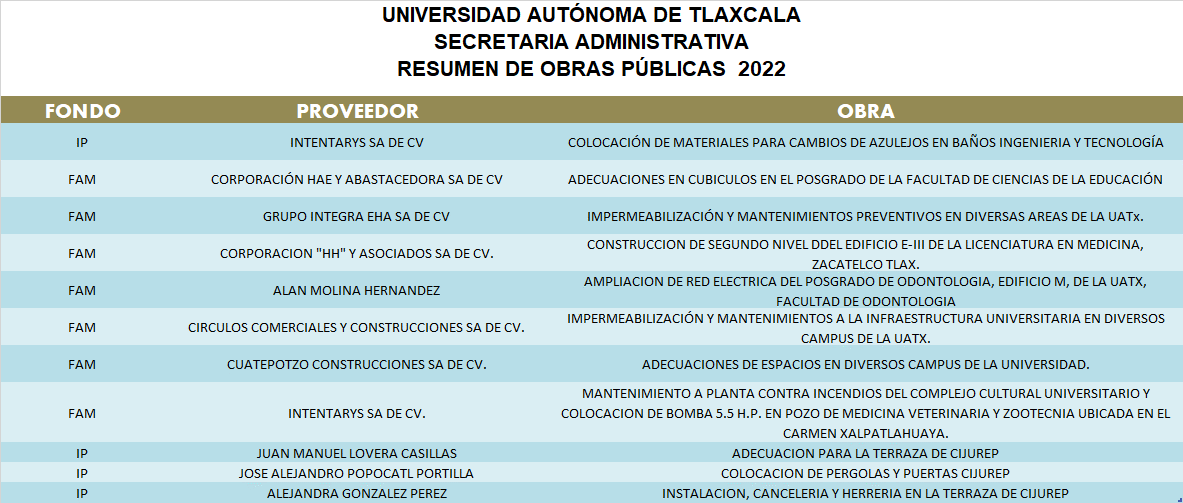 UNIVERSIDAD AUTÓNOMA DE TLAXCALA
SECRETARIA ADMINISTRATIVA
RESUMEN DE OBRAS PÚBLICAS 2022
FONDO PROVEEDOR OBRA
IP INTENTARYS SA DE CV COLOCACIÓN DE MATERIALES PARA CAMBIOS DE AZULEJOS EN BAÑOS INGENIERIA Y TECNOLOGÍA
FAM CORPORACIÓN HAE Y ABASTACEDORA SA DE CV ADECUACIONES EN CUBICULOS EN EL POSGRADO DE LA FACULTAD DE CIENCIAS DE LA EDUCACIÓN
FAM GRUPO INTEGRA EHA SA DE CV IMPERMEABILIZACIÓN Y MANTENIMIENTOS PREVENTIVOS EN DIVERSAS AREAS DE LA UATx.
FAM CORPORACION "HH" Y ASOCIADOS SA DE CV. CONSTRUCCION DE SEGUNDO NIVEL DDEL EDIFICIO E-III DE LA LICENCIATURA EN MEDICINA,
ZACATELCO TLAX.
FAM ALAN MOLINA HERNANDEZ AMPLIACION DE RED ELECTRICA DEL POSGRADO DE ODONTOLOGIA, EDIFICIO M, DE LA UATX,
FACULTAD DE ODONTOLOGIA
FAM CIRCULOS COMERCIALES Y CONSTRUCCIONES SA DE CV. IMPERMEABILIZACIÓN Y MANTENIMIENTOS A LA INFRAESTRUCTURA UNIVERSITARIA EN DIVERSOS
CAMPUS DE LA UATX.
FAM CUATEPOTZO CONSTRUCCIONES SA DE CV. ADECUACIONES DE ESPACIOS EN DIVERSOS CAMPUS DE LA UNIVERSIDAD.
FAM INTENTARYS SA DE CV. MANTENIMIENTO A PLANTA CONTRA INCENDIOS DEL COMPLEJO CULTURAL UNIVERSITARIO Y
COLOCACION DE BOMBA 5.5 H.P. EN POZO DE MEDICINA VETERINARIA Y ZOOTECNIA UBICADA EN EL
CARMEN XALPATLAHUAYA.
IP JUAN MANUEL LOVERA CASILLAS ADECUACION PARA LA TERRAZA DE CIJUREP
IP JOSE ALEJANDRO POPOCATL PORTILLA COLOCACION DE PERGOLAS Y PUERTAS CIJUREP
IP ALEJANDRA GONZALEZ PEREZ INSTALACION, CANCELERIA Y HERRERIA EN LA TERRAZA DE CIJUREP